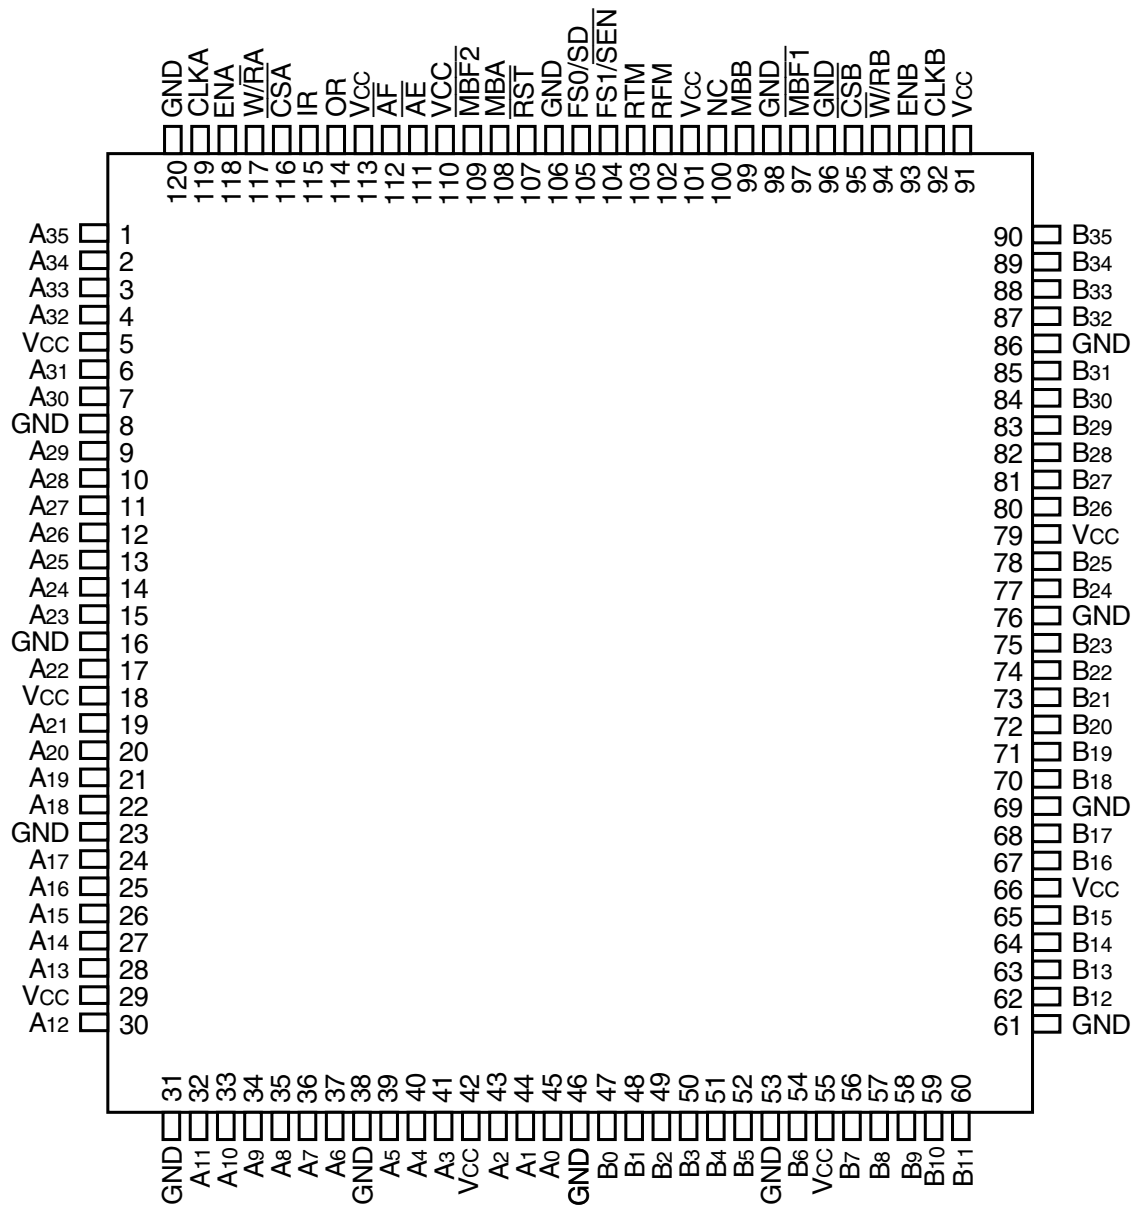 GND CLKA ENA W/R̅A̅ C̅S̅A̅ IR OR VCC A̅F̅ A̅E̅ VCC M̅B̅F̅2̅ MBA R̅S̅T̅ GND FS0/SD FS1/S̅E̅N̅ RTM RFM VCC NC MBB GND M̅B̅F̅1̅ GND C̅S̅B̅ W̅/RB ENB CLKB VCC
120 119 118 117 116 115 114 113 112 111 110 109 108 107 106 105 104 103 102 101 100 99 98 97 96 95 94 93 92 91
A35 1 90 B35
A34 2 89 B34
A33 3 88 B33
A32 4 87 B32
VCC 5 86 GND
A31 6 85 B31
A30 7 84 B30
GND 8 83 B29
A29 9 82 B28
A28 10 81 B27
A27 11 80 B26
A26 12 79 VCC
A25 13 78 B25
A24 14 77 B24
A23 15 76 GND
GND 16 75 B23
A22 17 74 B22
VCC 18 73 B21
A21 19 72 B20
A20 20 71 B19
A19 21 70 B18
A18 22 69 GND
GND 23 68 B17
A17 24 67 B16
A16 25 66 VCC
A15 26 65 B15
A14 27 64 B14
A13 28 63 B13
VCC 29 62 B12
A12 30 61 GND
31 32 33 34 35 36 37 38 39 40 41 42 43 44 45 46 47 48 49 50 51 52 53 54 55 56 57 58 59 60
GND A11 A10 A9 A8 A7 A6 GND A5 A4 A3 VCC A2 A1 A0 GND B0 B1 B2 B3 B4 B5 GND B6 VCC B7 B8 B9 B10 B11